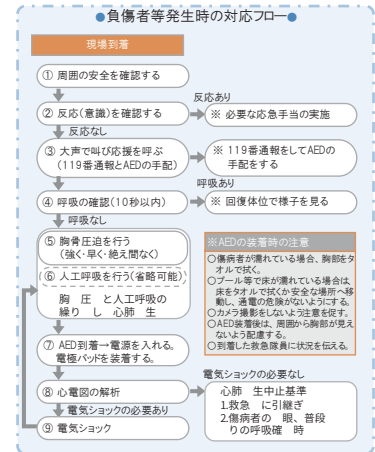 ●負傷者等発生時の対応フロー●
現場到着
① 周囲の安全を確認する
反応あり
② 反応(意識)を確認する
※ 必要な応急手当の実施
反応なし
③ 大声で叫び応援を呼ぶ
(119番通報とAEDの手配)
※ 119番通報をしてAEDの
手配をする
呼吸あり
④ 呼吸の確認(10秒以内)
※ 回復体位で様子を見る
呼吸なし
⑤ 胸骨圧迫を行う
(強く・早く・絶え間なく)
⑥ 人工呼吸を行う(省略可能)
胸 圧 と人工呼吸の
繰 し 心肺 生
※AEDの装着時の注意
○傷病者が濡れている場合、胸部をタ
オルで拭く。
○プール等で床が濡れている場合は、
床をタオルで拭くか安全な場所へ移
動し、通電の危険がないようにする。
○カメラ撮影をしないよう注意を促す。
○AED装着後は、周囲から胸部が見え
ないよう配慮する。
○到着した救急隊員に状況を伝える。
⑦ AED到着→電源を入れる。
電極パッドを装着する。
電気ショックの必要なし
⑧ 心電図の解析
心肺 生中止基準
1.救急 に引継ぎ
2.傷病者の 眼、普段
りの呼吸確 時
電気ショックの必要あり
⑨ 電気ショック